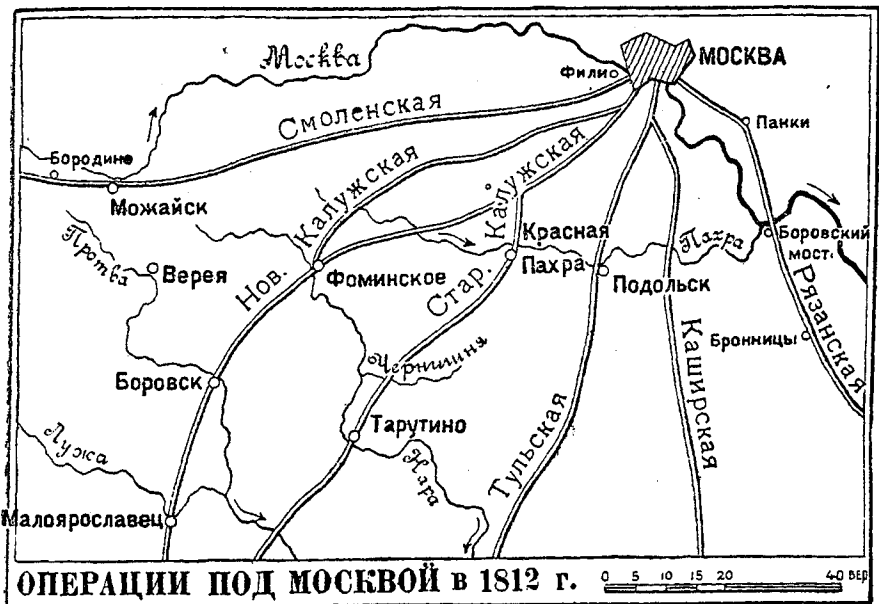 Москва
МОСКВА
Фили
Смоленская
Панки
Бородино
Можайск
Калужская
Калужская
Протва
Верея
Нов.
Фоминское
Стар.
Красная
Пахра
Пахра
Подольск
Боровский
мост.
Рязанская
Бронницы
Каширская
Чернишня
Боровск
Тарутино
Тульская
Лужа
Нара
Малоярославец
ОПЕРАЦИИ ПОД МОСКВОЙ в 1812 г.
0 5 10 15 20 40 ВЕР